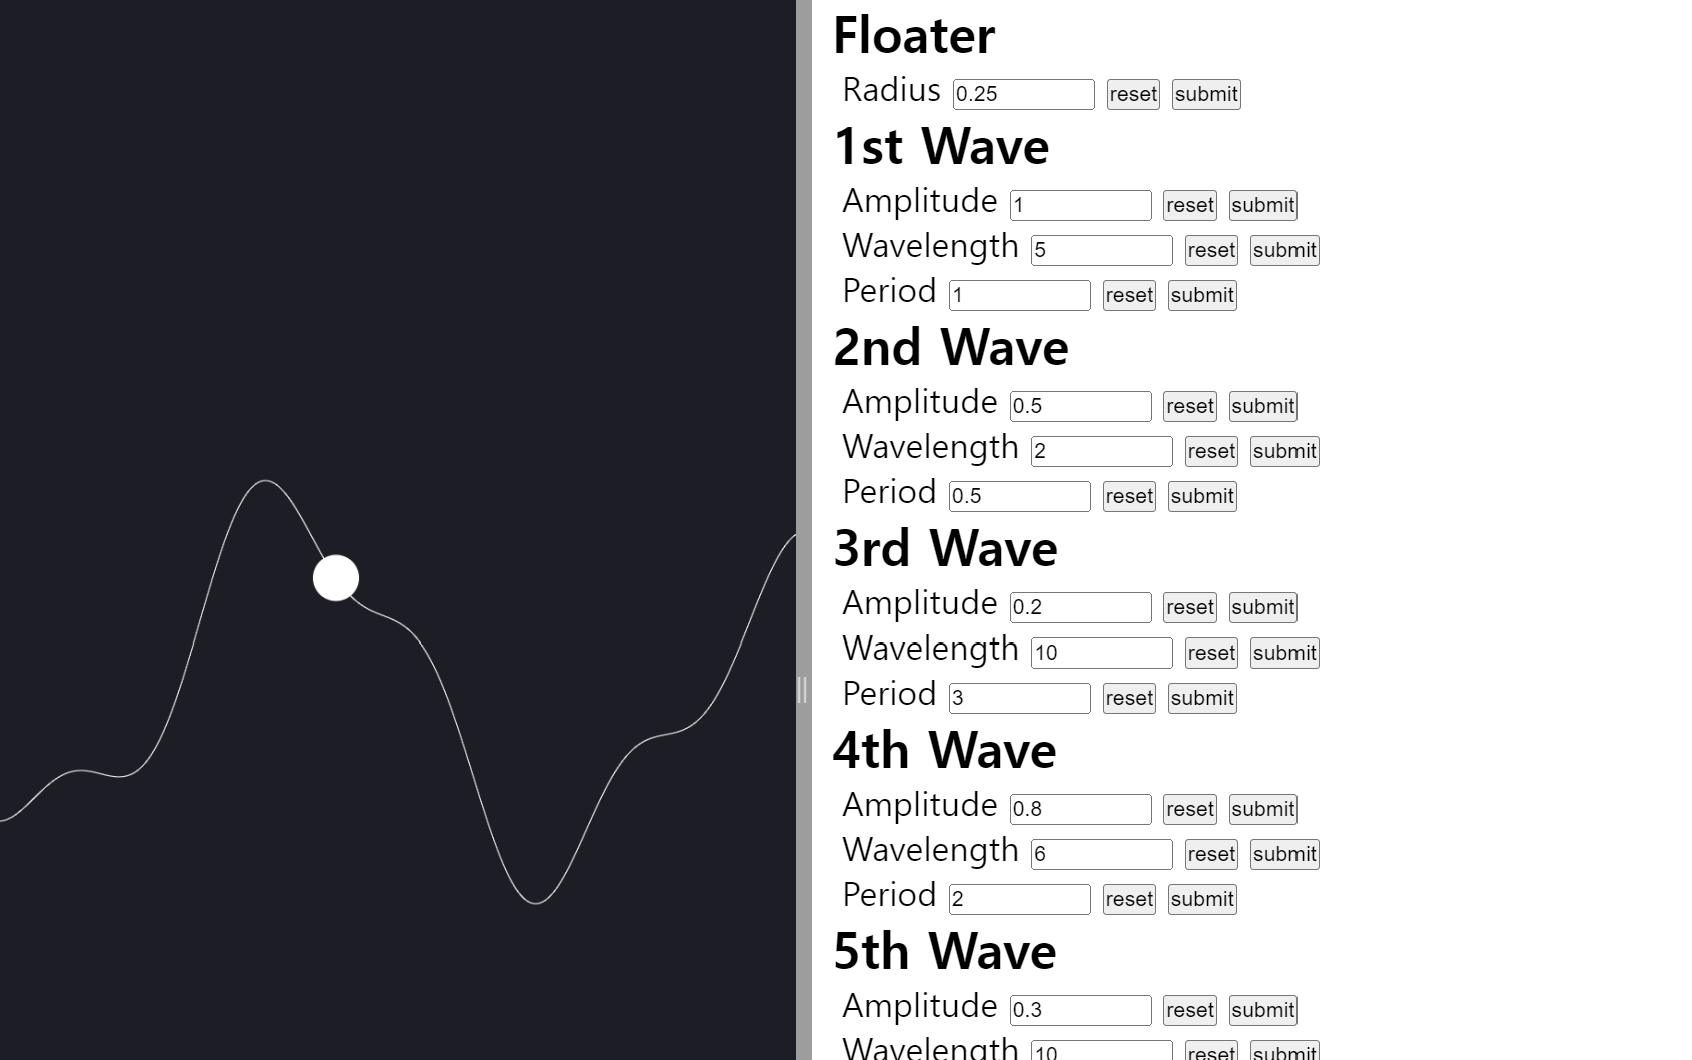 Floater
Radius 0.25 reset submit
1st Wave
Amplitude 1 reset submit
Wavelength 5 reset submit
Period 1 reset submit
2nd Wave
Amplitude 0.5 reset submit
Wavelength 2 reset submit
Period 0.5 reset submit
3rd Wave
Amplitude 0.2 reset submit
Wavelength 10 reset submit
Period 3 reset submit
4th Wave
Amplitude 0.8 reset submit
Wavelength 6 reset submit
Period 2 reset submit
5th Wave
Amplitude 0.3 reset submit
Wavelength 10 reset submit